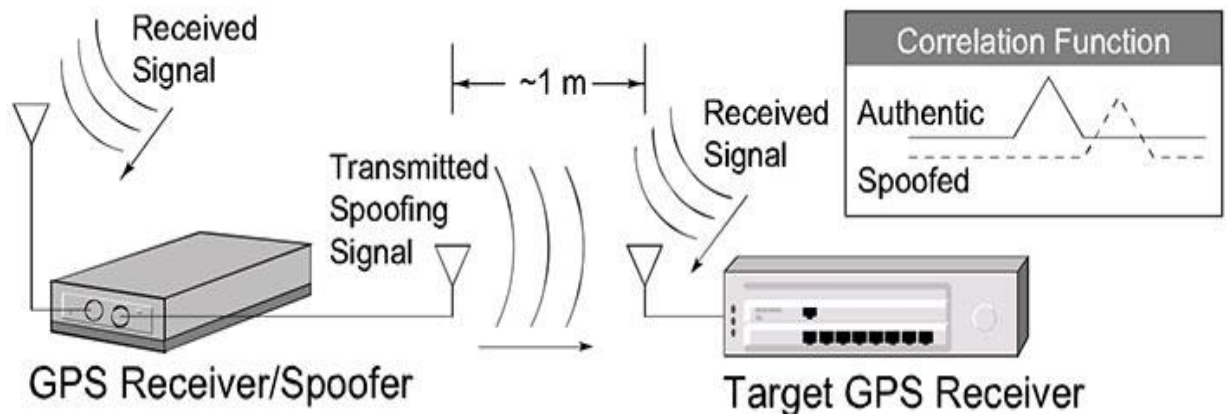 Received
Signal
~1 m
Received
Signal
Transmitted
Spoofing
Signal
Correlation Function
Authentic
Spoofed
GPS Receiver/Spoofer
Target GPS Receiver